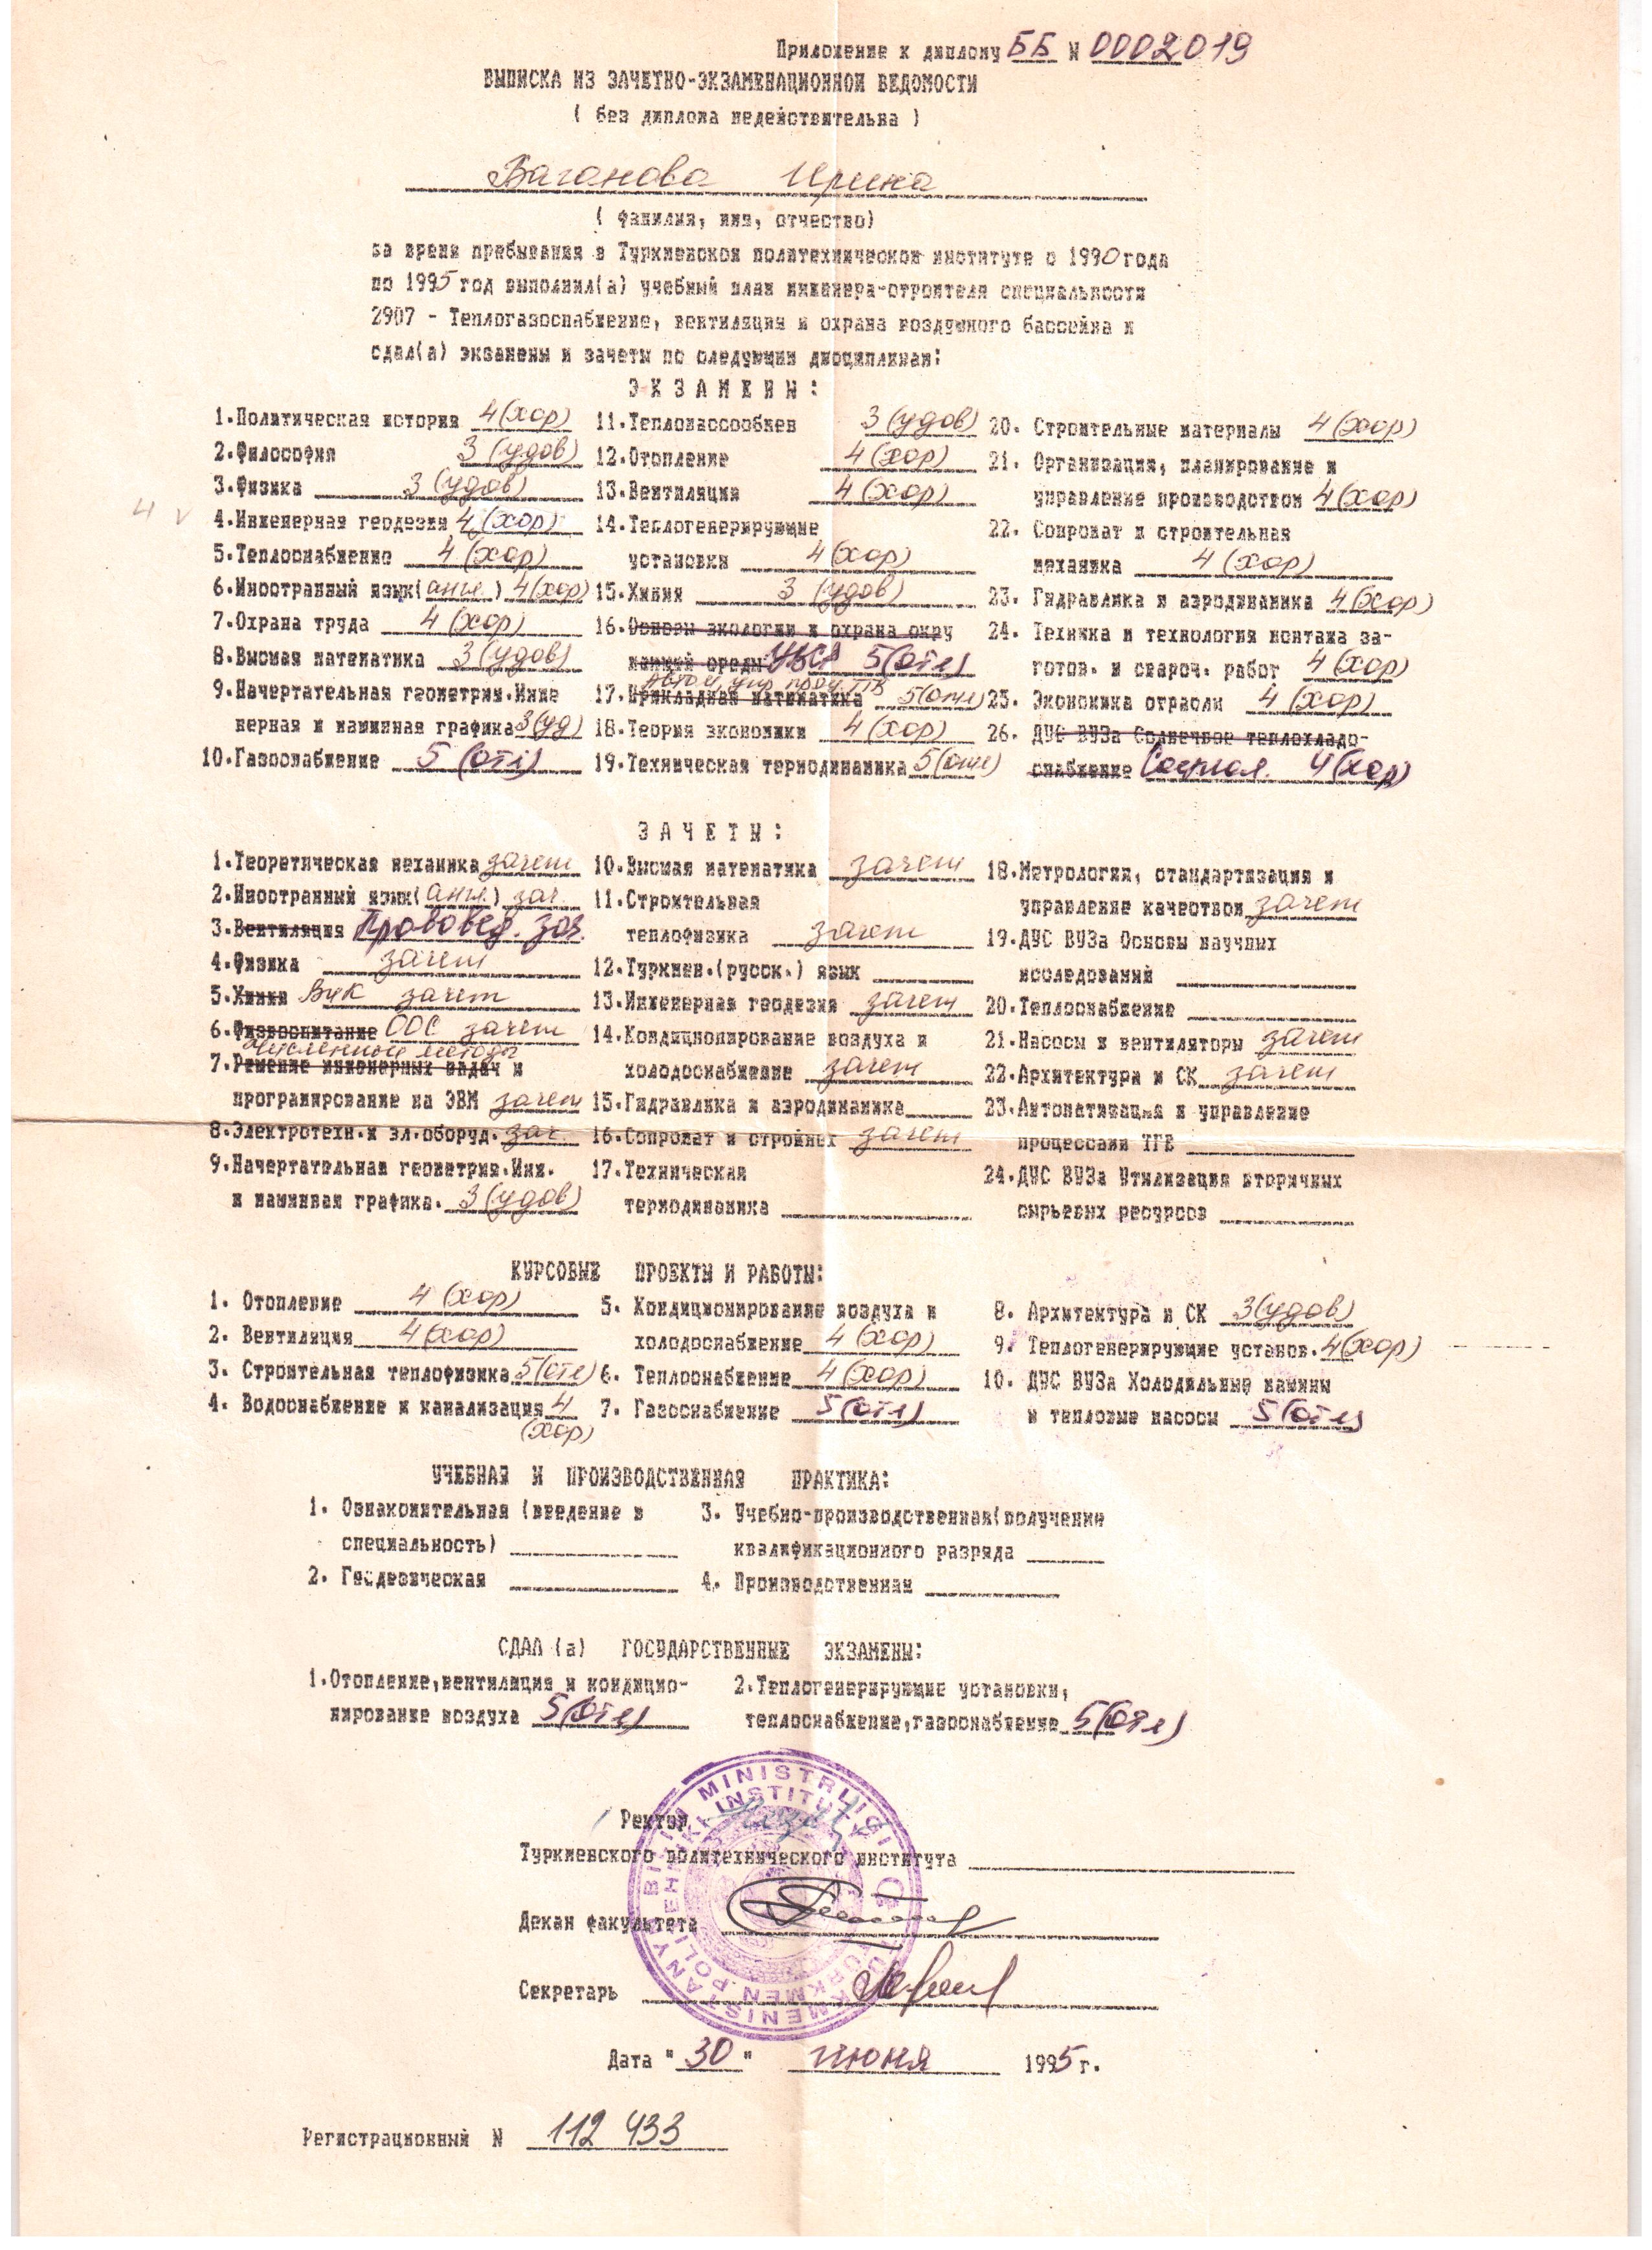 Приложение к диплому ББ № 0002019
ВЫПИСКА ИЗ ЗАЧЕТНО-ЭКЗАМЕНАЦИОННОЙ ВЕДОМОСТИ
( без диплома недействительна )
Ваганова Ирина
( фамилия, имя, отчество)
за время пребывания в Туркменском политехническом институте с 1990 года
по 1995 год выполнил(а) учебный план инженера-строителя специальности
2907 - Теплогазоснабжение, вентиляция и охрана воздушного бассейна и
сдал(а) экзамены и зачеты по следующим дисциплинам:
ЭКЗАМЕНЫ:
1.Политическая история 4(хор)
2.Философия 3 (удов)
3.Физика 3 (удов)
4 v
4.Инженерная геодезия 4(хор)
5.Теплоснабжение 4(хор)
6.Иностранный язык(англ.) 4(хор)
7.Охрана труда 4(хор)
8.Высшая математика 3(удов)
9.Начертательная геометрия.Инже
нерная и машинная графика 3(уд)
10.Газоснабжение 5 (отл)
11.Тепломассообмен 3(удов)
12.Отопление 4(хор)
13.Вентиляция 4(хор)
14.Теплогенерирующие
установки 4(хор)
15.Химия 3 (удов)
16.Основы экологии и охрана окру
жающей среды 5(отл)
17.Прикладная математика 5(отл)
18.Теория экономики 4(хор)
19.Техническая термодинамика 5(отл)
20. Строительные материалы 4(хор)
21. Организация, планирование и
управление производством 4(хор)
22. Сопромат и строительная
механика 4(хор)
23. Гидравлика и аэродинамика 4(хор)
24. Техника и технология монтажа за-
готов. и свароч. работ 4(хор)
25. Экономика отрасли 4(хор)
26. ДУС ВУЗа Солнечное теплохладо-
снабжение Социол. 4(хор)
ЗАЧЕТЫ:
1.Теоретическая механика зачет
2.Иностранный язык(англ.) зач.
3.Вентиляция Прововед. зач.
4.Физика зачет
5.Химия ВиК зачет
6.Физвоспитание ООС зачет
Численные методы
7.Решение инженерных задач и
програмирование на ЭВМ зачет
8.Электротехн.и эл.оборуд. зач.
9.Начертательная геометрия.Инж.
и машинная графика. 3(удов)
10.Высшая математика зачет
11.Строительная
теплофизика зачет
12.Туркмен.(русск.) язык
13.Инженерная геодезия зачет
14.Кондиционирование воздуха и
холодоснабжение зачет
15.Гидравлика и аэродинамика
16.Сопромат и строймех зачет
17.Техническая
термодинамика
18.Метрология, стандартизация и
управление качеством зачет
19.ДУС ВУЗа Основы научных
исследований
20.Теплоснабжение
21.Насосы и вентиляторы зачет
22.Архитектура и СК зачет
23.Автоматизация и управление
процессами ТГВ
24.ДУС ВУЗа Утилизация вторичных
сырьевых ресурсов
КУРСОВЫЕ ПРОЕКТЫ И РАБОТЫ:
1. Отопление 4 (хор)
2. Вентиляция 4(хор)
3. Строительная теплофизика 5(отл)
4. Водоснабжение и канализация 4
(хор)
5. Кондиционирование воздуха и
холодоснабжение 4(хор)
6. Теплоснабжение 4(хор)
7. Газоснабжение 5(отл)
8. Архитектура и СК 3(удов)
9. Теплогенерирующие установ. 4(хор)
10. ДУС ВУЗа Холодильные машины
и тепловые насосы 5(отл)
УЧЕБНАЯ И ПРОИЗВОДСТВЕННАЯ ПРАКТИКА:
1. Ознакомительная (введение в
специальность)
2. Геодезическая
3. Учебно-производственная(получение
квалификационного разряда
4. Производственная
СДАЛ (а) ГОСУДАРСТВЕННЫЕ ЭКЗАМЕНЫ:
1.Отопление,вентиляция и кондицио-
нирование воздуха 5(отл)
2.Теплогенерирующие установки,
теплоснабжение,газоснабжение 5(отл)
Ректор
Туркменского политехнического института
Декан факультета
Секретарь
TÜRKMENISTANYŇ BILIM MINISTRLIGI
TÜRKMEN POLITEHNIKI INSTITUTY
Дата "30" июня 1995 г.
Регистрационный N 112 433